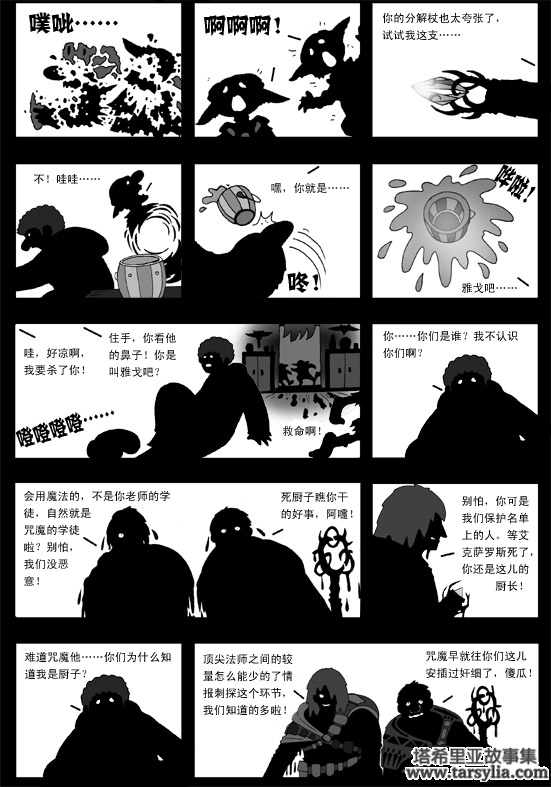 噗呲……
啊啊啊！
你的分解杖也太夸张了，
试试我这支……
不！哇哇……
嘿，你就是……
咚！
哗啦！
雅戈吧……
哇，好凉啊，
我要杀了你！
噔噔噔噔……
住手，你看他
的鼻子！你是
叫雅戈吧？
救命啊！
你……你们是谁？我不认识
你们啊？
会用魔法的，不是你老师的学
徒，自然就是
咒魔的学徒
啦？别怕，
我们没恶
意！
死厨子瞧你干
的好事，阿嚏！
别怕，你可是
我们保护名单
上的人。等艾
克萨罗斯死了，
你还是这儿的
厨长！
难道咒魔他……你们为什么知
道我是厨子？
顶尖法师之间的较
量怎么能少的了情
报刺探这个环节，
我们知道的多啦！
咒魔早就往你们这儿
安插过奸细了，傻瓜！
塔希里亚故事集
www.tarsylia.com